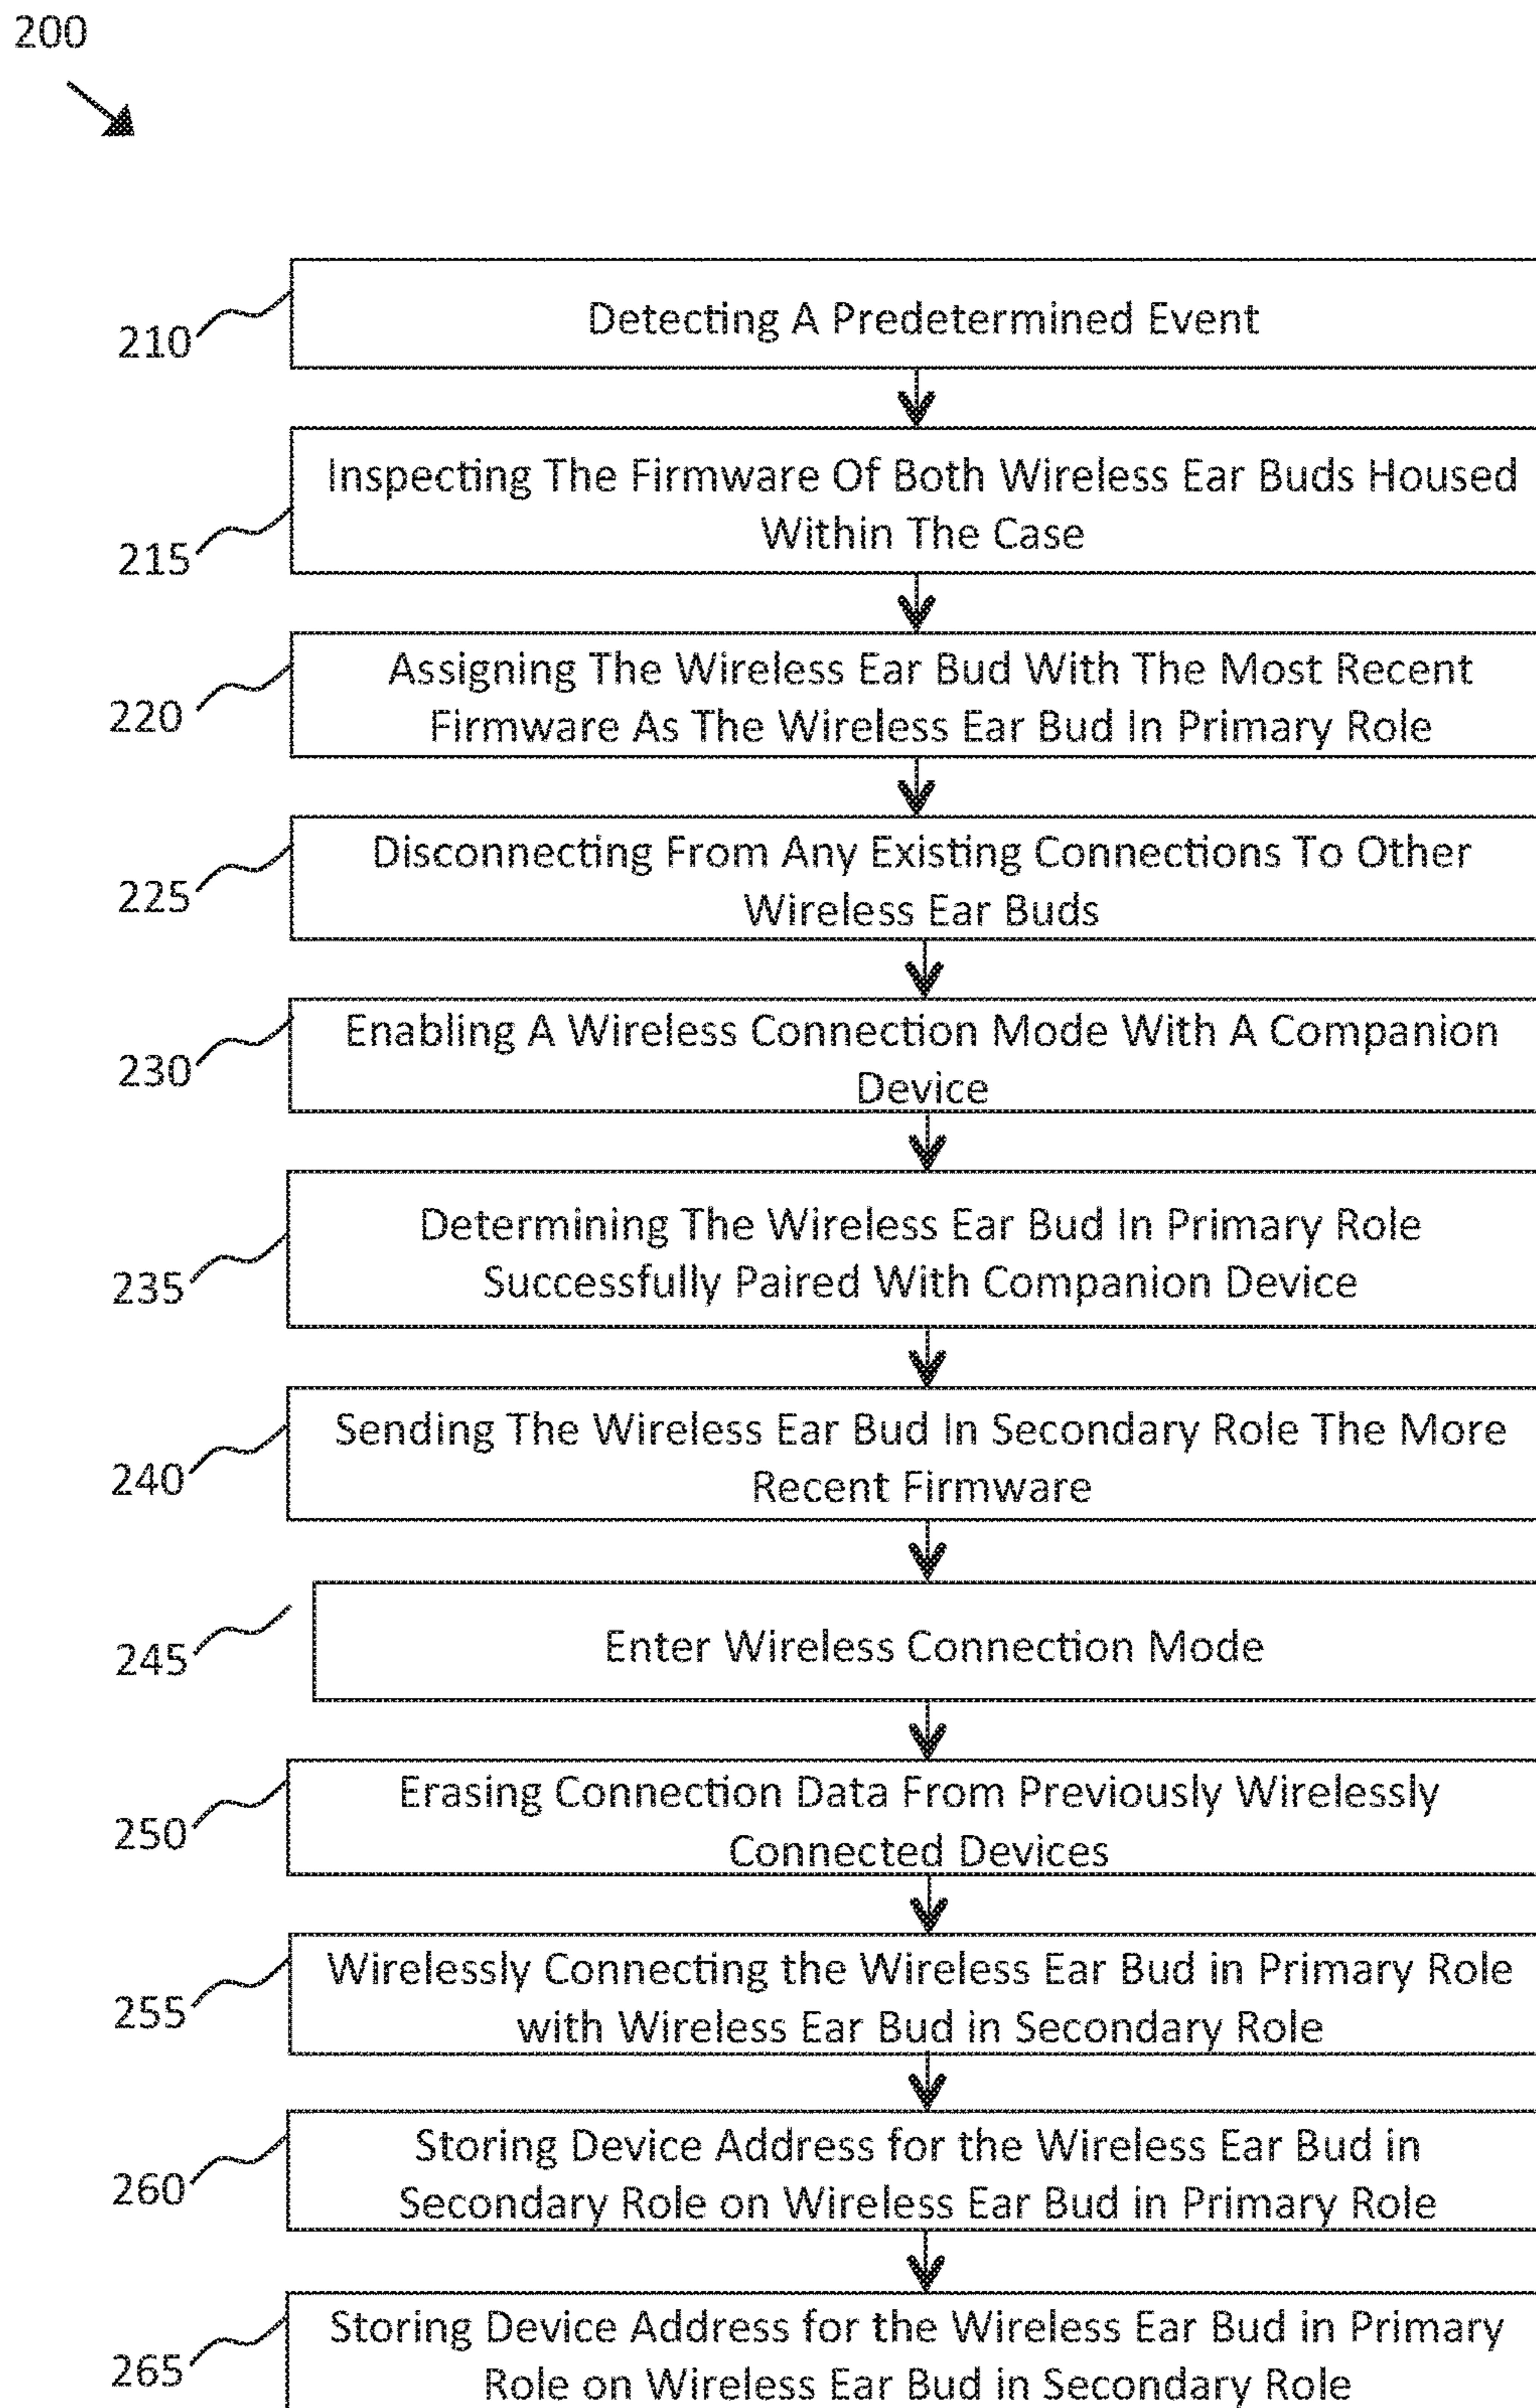 200
210
Detecting A Predetermined Event
215
Inspecting The Firmware Of Both Wireless Ear Buds Housed
Within The Case
220
Assigning The Wireless Ear Bud With The Most Recent
Firmware As The Wireless Ear Bud In Primary Role
225
Disconnecting From Any Existing Connections To Other
Wireless Ear Buds
230
Enabling A Wireless Connection Mode With A Companion
Device
235
Determining The Wireless Ear Bud In Primary Role
Successfully Paired With Companion Device
240
Sending The Wireless Ear Bud In Secondary Role The More
Recent Firmware
245
Enter Wireless Connection Mode
250
Erasing Connection Data From Previously Wirelessly
Connected Devices
255
Wirelessly Connecting the Wireless Ear Bud in Primary Role
with Wireless Ear Bud in Secondary Role
260
Storing Device Address for the Wireless Ear Bud in
Secondary Role on Wireless Ear Bud in Primary Role
265
Storing Device Address for the Wireless Ear Bud in Primary
Role on Wireless Ear Bud in Secondary Role